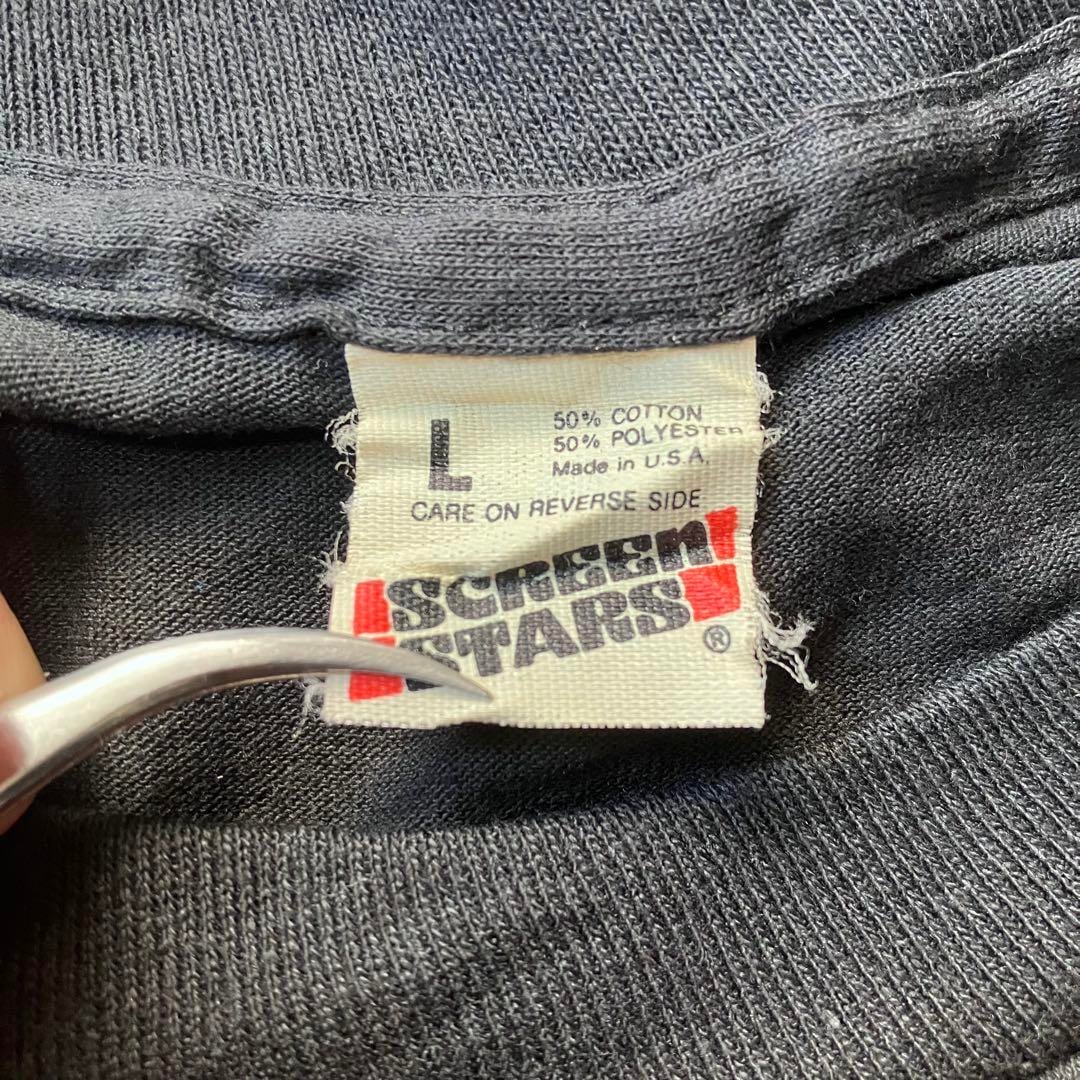 L
50% COTTON
50% POLYESTER
Made in U.S.A.
CARE ON REVERSE SIDE
SCREEN
STARS
®